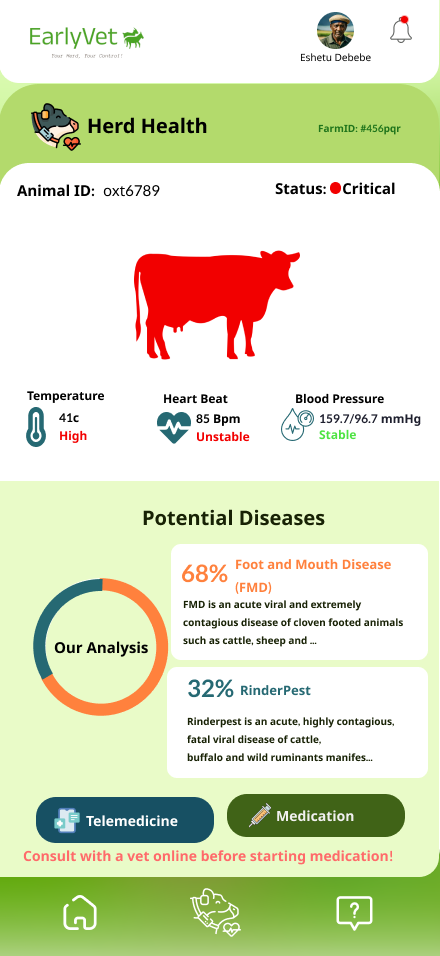 EarlyVet
Your Herd, Your Control!
Eshetu Debebe
Herd Health
FarmID: #456pqr
Animal ID: oxt6789
Status: Critical
Temperature
41c
High
Heart Beat
85 Bpm
Unstable
Blood Pressure
159.7/96.7 mmHg
Stable
Potential Diseases
Our Analysis
68% Foot and Mouth Disease
(FMD)
FMD is an acute viral and extremely
contagious disease of cloven footed animals
such as cattle, sheep and ...
32% RinderPest
Rinderpest is an acute, highly contagious,
fatal viral disease of cattle,
buffalo and wild ruminants manifes...
Telemedicine
Medication
Consult with a vet online before starting medication!
?